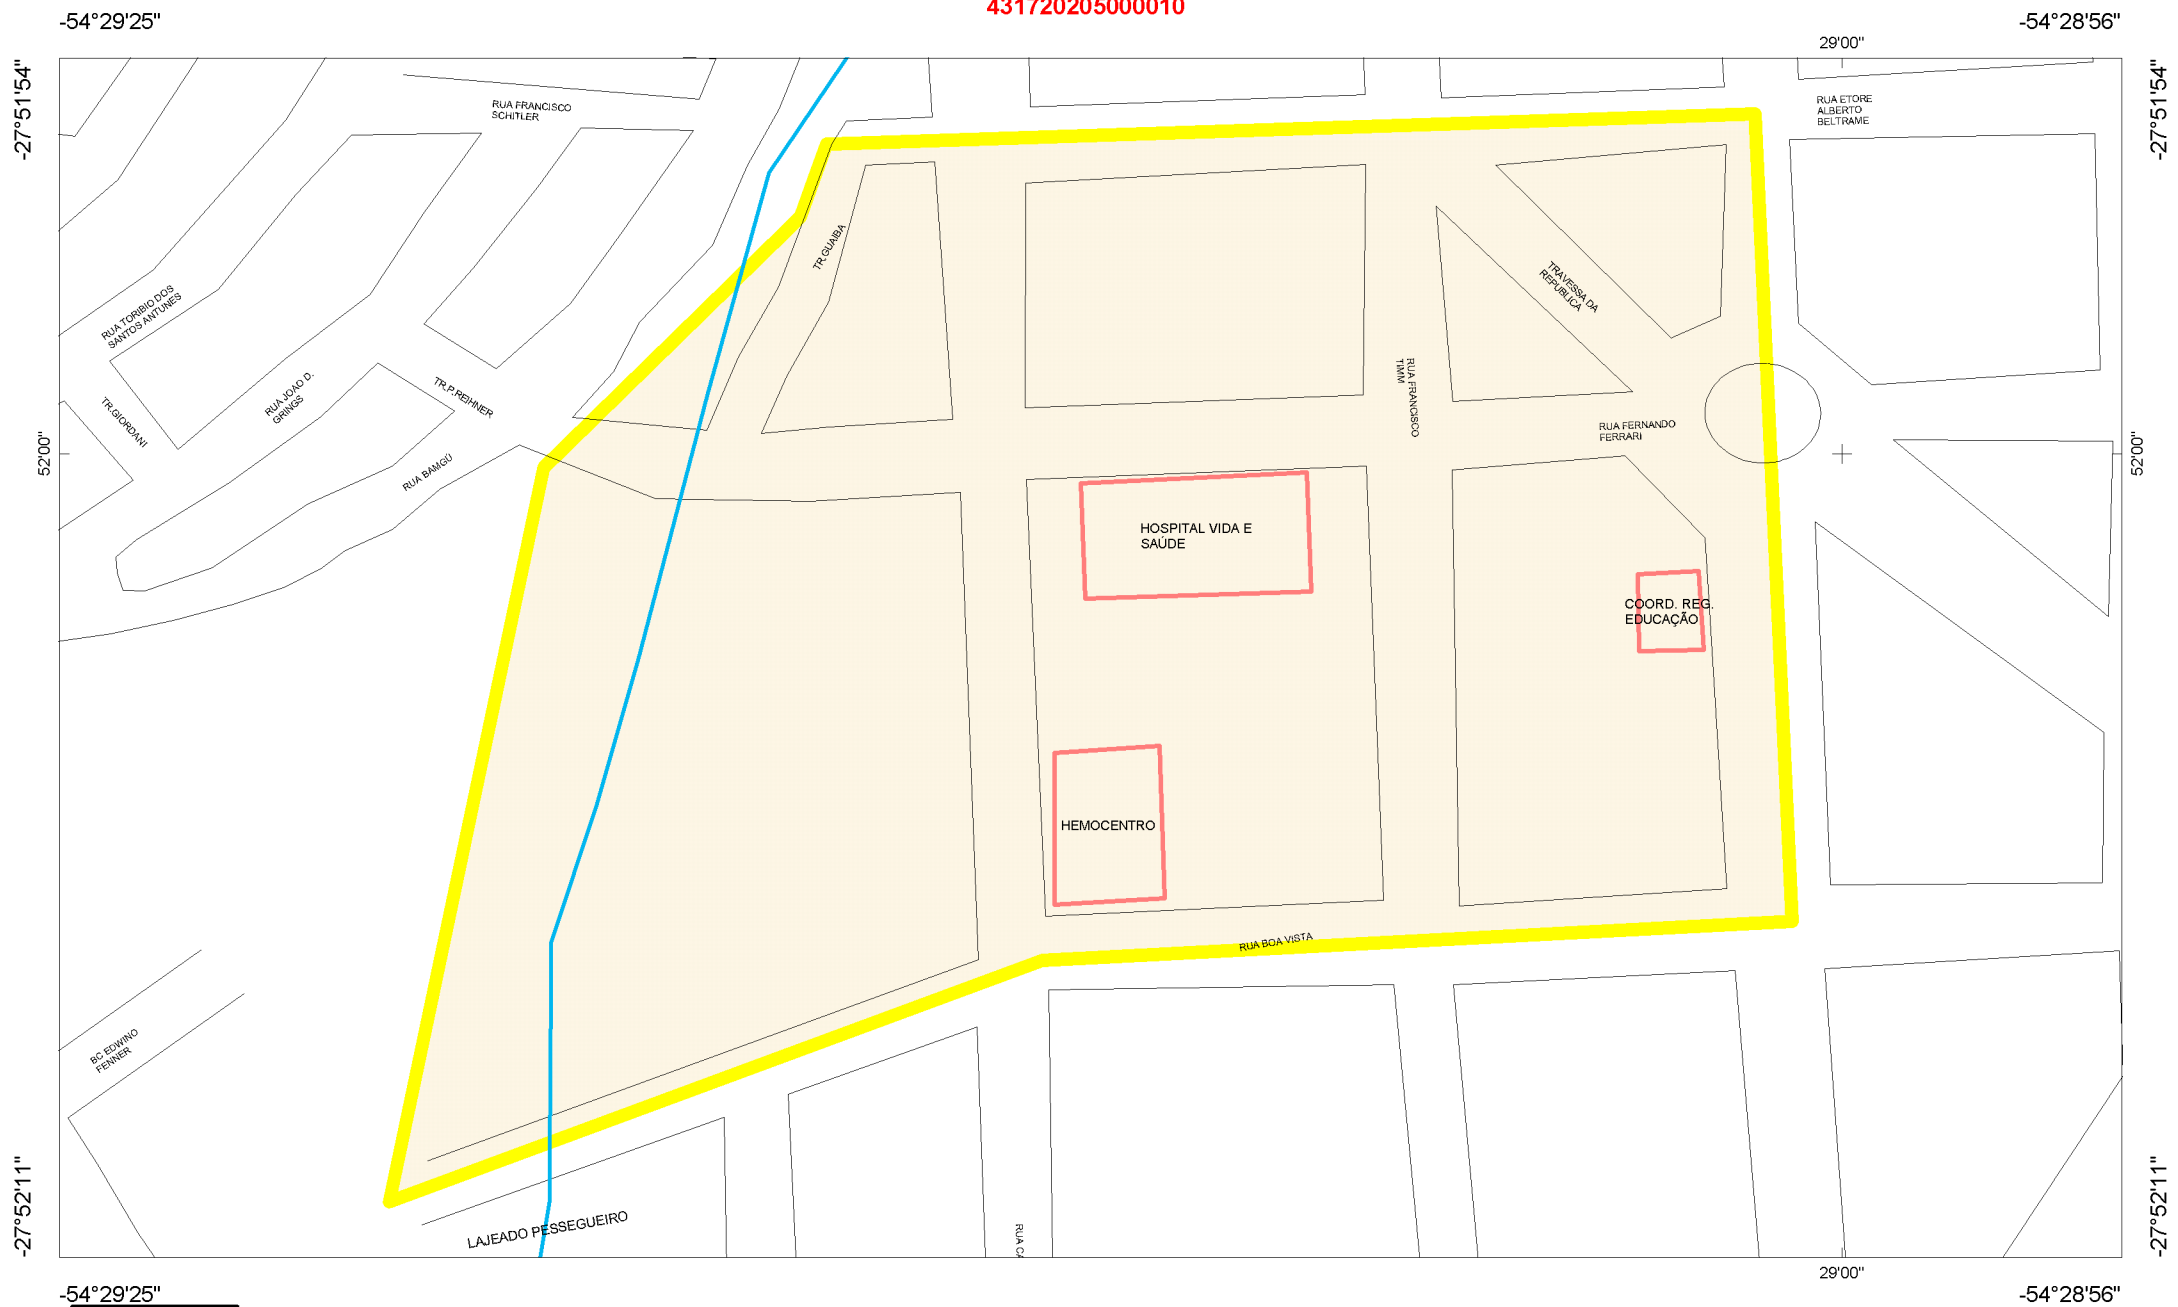 431720205000010
-54°29'25"
-54°28'56"
29'00"
-27°51'54"
-27°51'54"
RUA FRANCISCO
SCHITLER
RUA ETORE
ALBERTO
BELTRAME
TR.GUAIBA
TRAVESSA DA
REPUBLICA
RUA TORIBIO DOS
SANTOS ANTUNES
RUA JOAO D.
GRINGS
TR.P.REIHNER
TR.GIORDANI
RUA FRANCISCO
TIMM
RUA FERNANDO
FERRARI
52'00"
52'00"
RUA BAMGÚ
HOSPITAL VIDA E
SAÚDE
COORD. REG.
EDUCAÇÃO
HEMOCENTRO
RUA BOA VISTA
BC EDWINO
FENNER
LAJEADO PESSEGUEIRO
RUA CA
-27°52'11"
-27°52'11"
29'00"
-54°29'25"
-54°28'56"